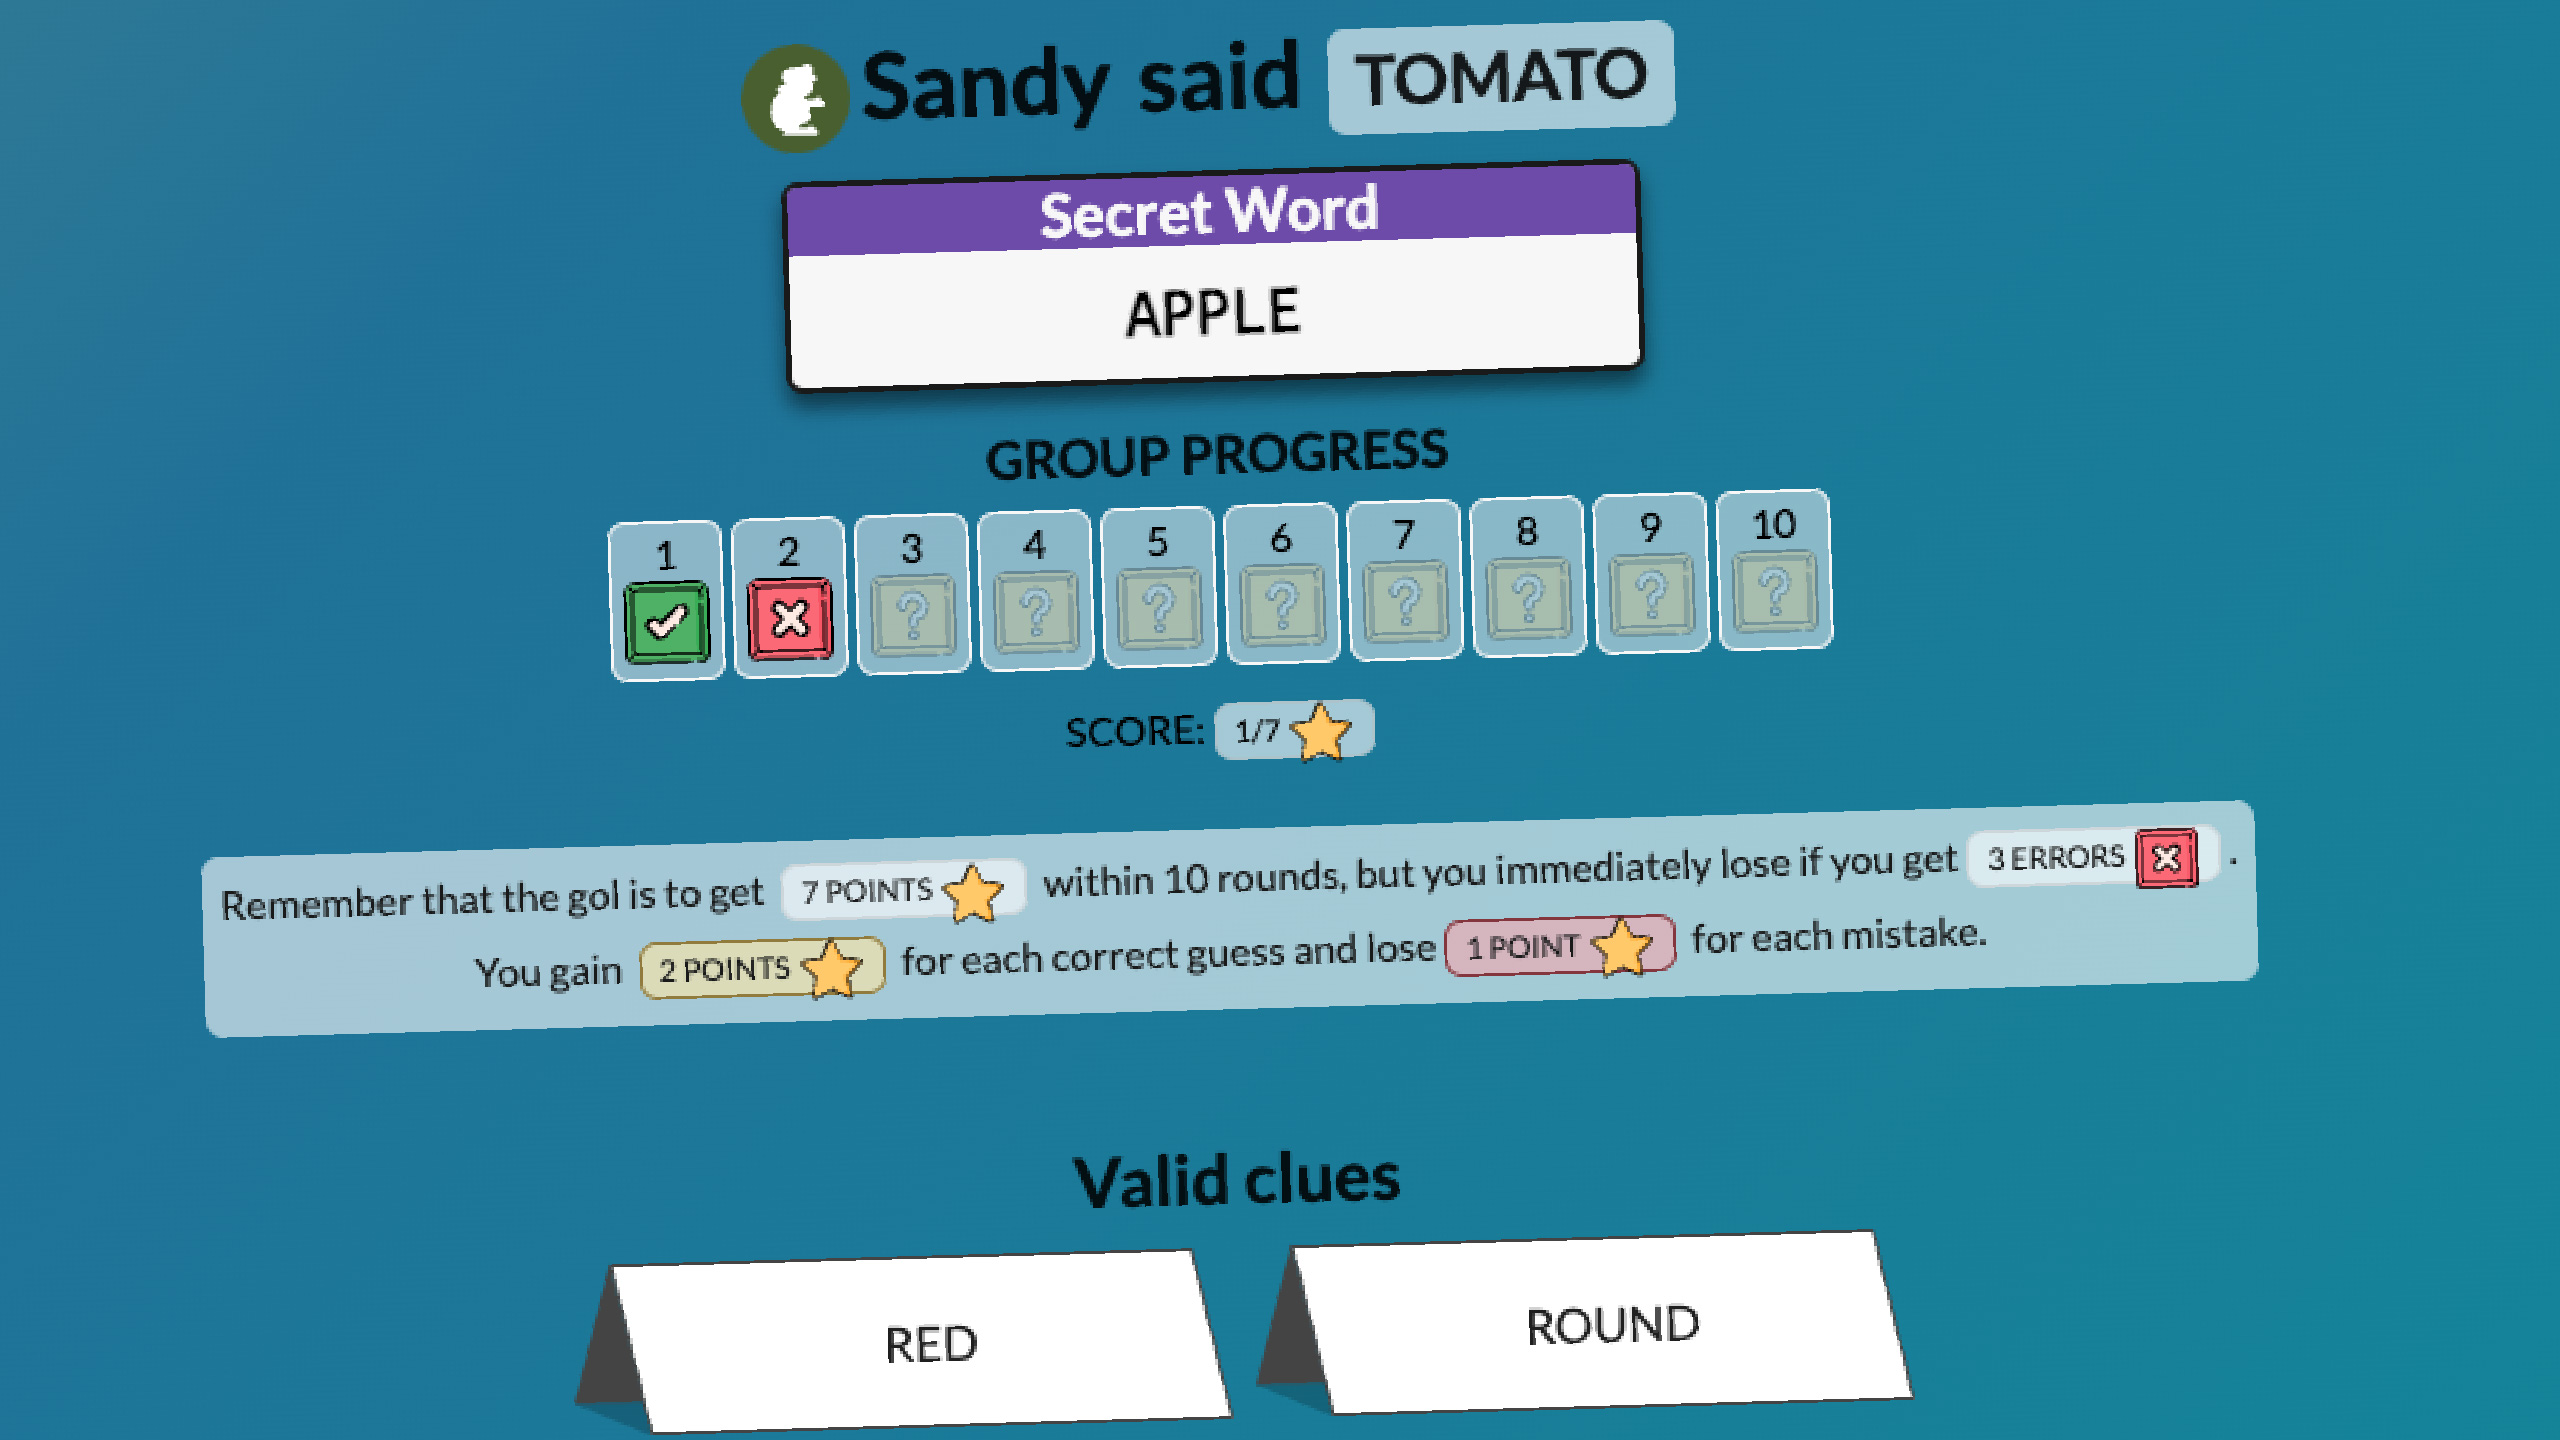 Sandy said TOMATO
Secret Word
APPLE
GROUP PROGRESS
1 2 3 4 5 6 7 8 9 10
? ? ? ? ? ? ? ?
SCORE: 1/7
Remember that the gol is to get 7 POINTS within 10 rounds, but you immediately lose if you get 3 ERRORS .
You gain 2 POINTS for each correct guess and lose 1 POINT for each mistake.
Valid clues
RED ROUND